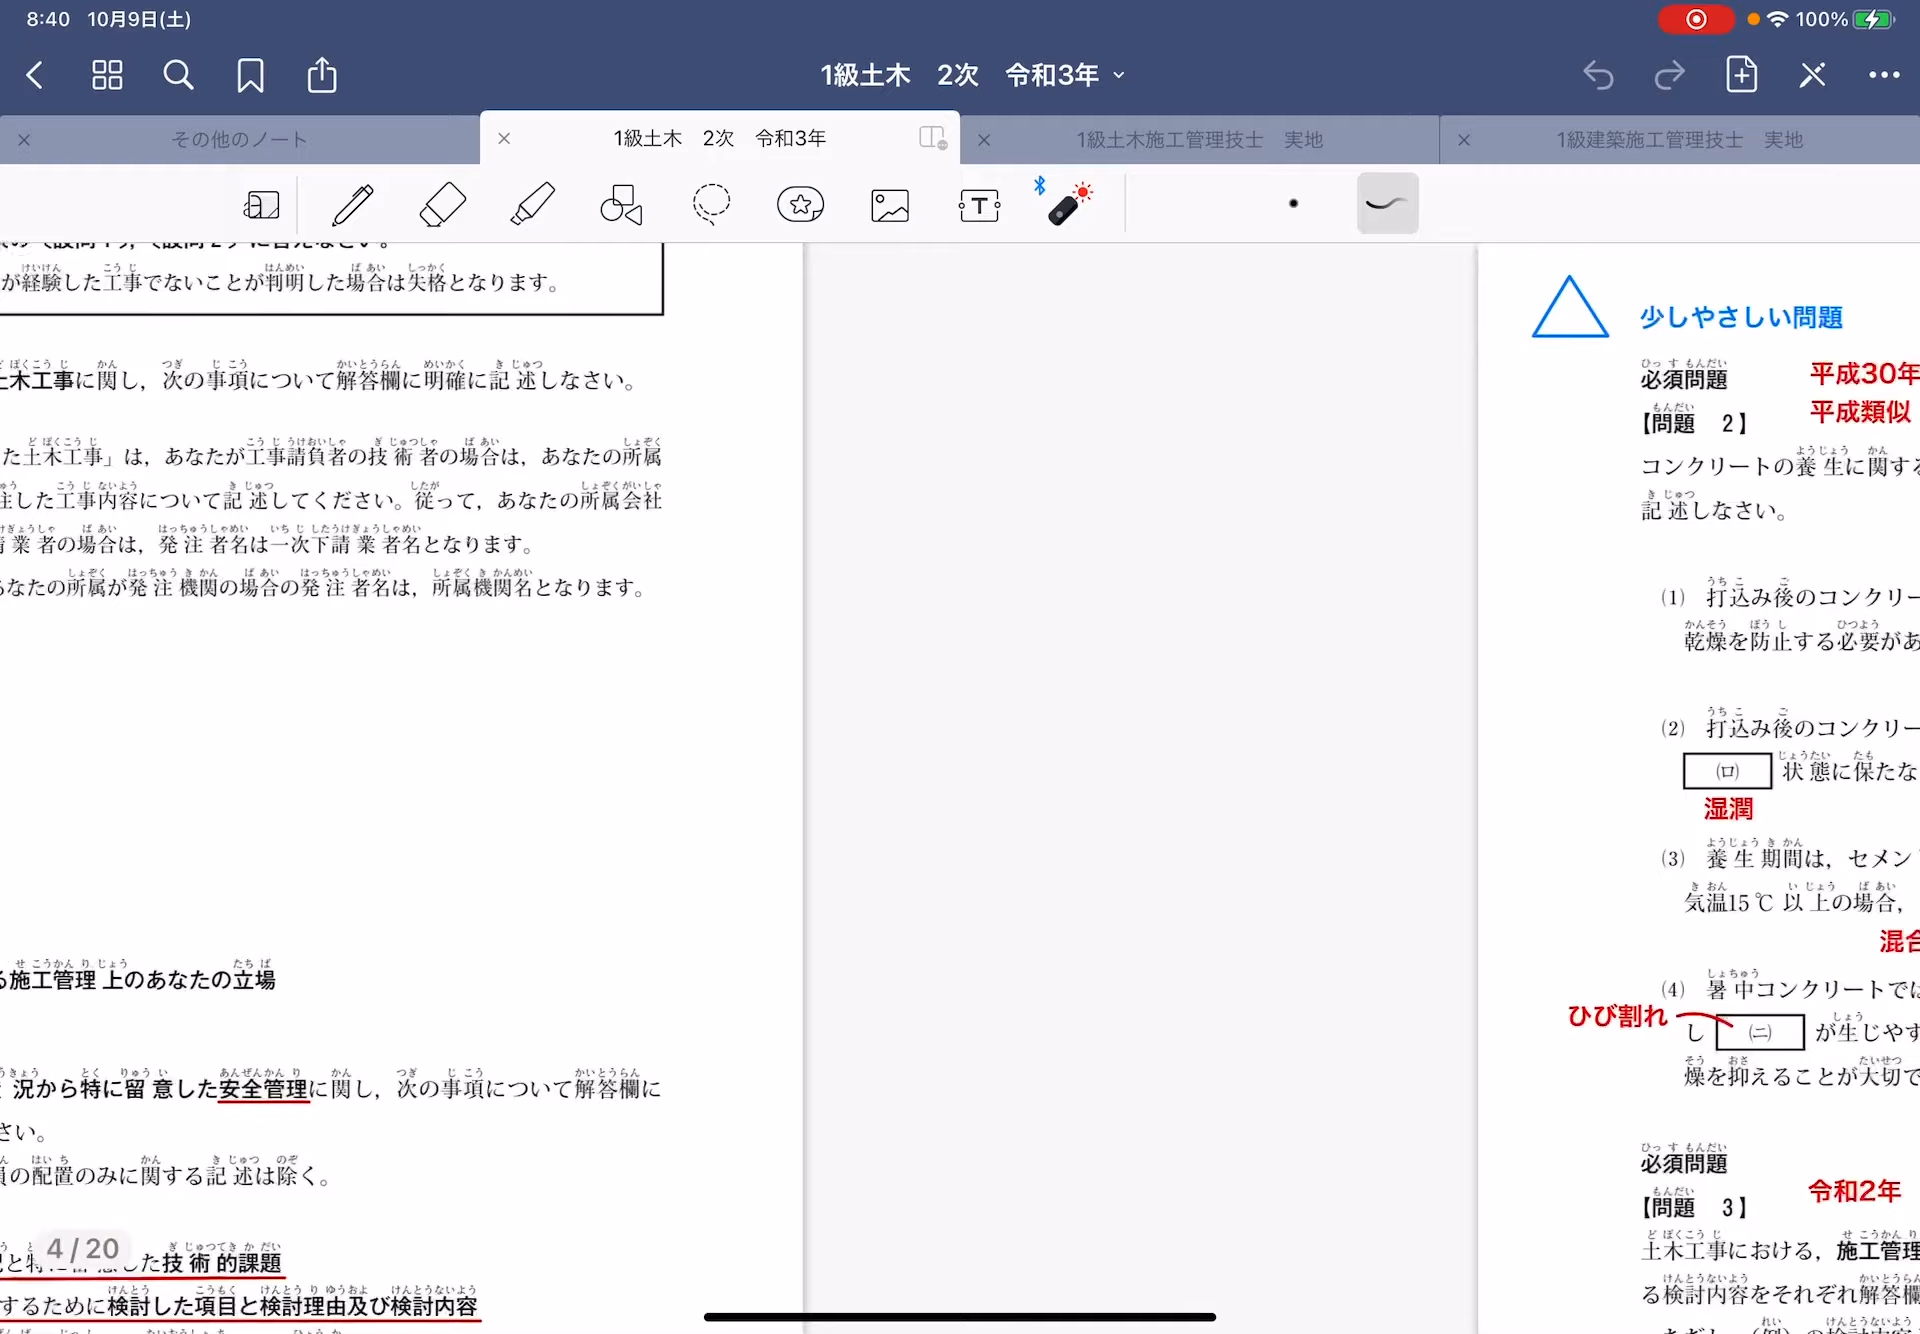 8:40 10月9日(土)
100%
1級土木 2次 令和3年
その他のノート
1級土木 2次 令和3年
1級土木施工管理技士 実地
1級建築施工管理技士 実地
が経験した工事でないことが判明した場合は失格となります。
土木工事に関し，次の事項について解答欄に明確に記述しなさい。
た土木工事」は，あなたが工事請負者の技術者の場合は，あなたの所属
注した工事内容について記述してください。従って，あなたの所属会社
請業者の場合は，発注者名は一次下請業者名となります。
あなたの所属が発注機関の場合の発注者名は，所属機関名となります。
る施工管理上のあなたの立場
況から特に留意した安全管理に関し，次の事項について解答欄に
さい。
員の配置のみに関する記述は除く。
4 / 20
した技術的課題
するために検討した項目と検討理由及び検討内容
少しやさしい問題
必須問題
平成30年
【問題 2】
平成類似
コンクリートの養生に関する
記述しなさい。
(1) 打込み後のコンクリー
乾燥を防止する必要があ
(2) 打込み後のコンクリー
(ロ) 状態に保たな
湿潤
(3) 養生期間は，セメン
気温15℃以上の場合，
混合
(4) 暑中コンクリートでは
ひび割れ
し (ニ) が生じやす
燥を抑えることが大切で
必須問題
【問題 3】
令和2年
土木工事における，施工管理
る検討内容をそれぞれ解答欄